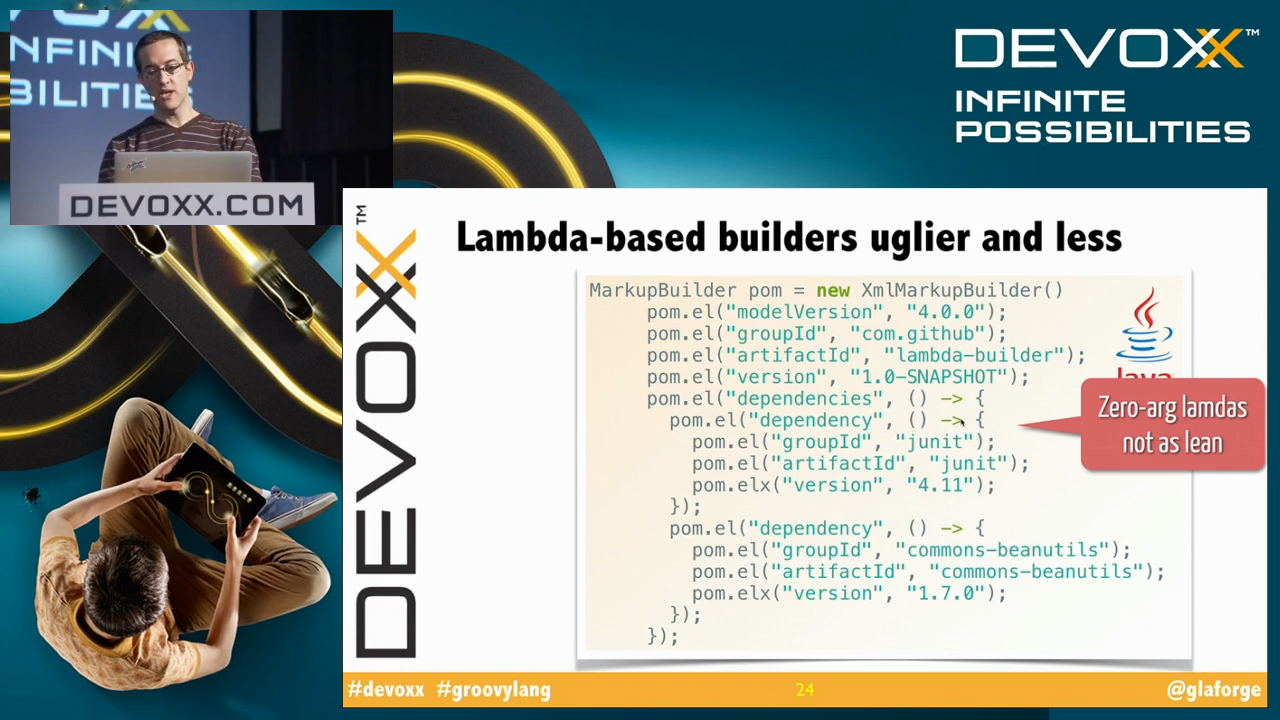 DEVOXX™
INFINITE
POSSIBILITIES
DEVOXX.COM
DEVOXX™
Lambda-based builders uglier and less
MarkupBuilder pom = new XmlMarkupBuilder()
pom.el("modelVersion", "4.0.0");
pom.el("groupId", "com.github");
pom.el("artifactId", "lambda-builder");
pom.el("version", "1.0-SNAPSHOT");
pom.el("dependencies", () -> {
pom.el("dependency", () -> {
pom.el("groupId", "junit");
pom.el("artifactId", "junit");
pom.elx("version", "4.11");
});
pom.el("dependency", () -> {
pom.el("groupId", "commons-beanutils");
pom.el("artifactId", "commons-beanutils");
pom.elx("version", "1.7.0");
});
});
Java
Zero-arg lamdas
not as lean
#devoxx #groovylang
24
@glaforge